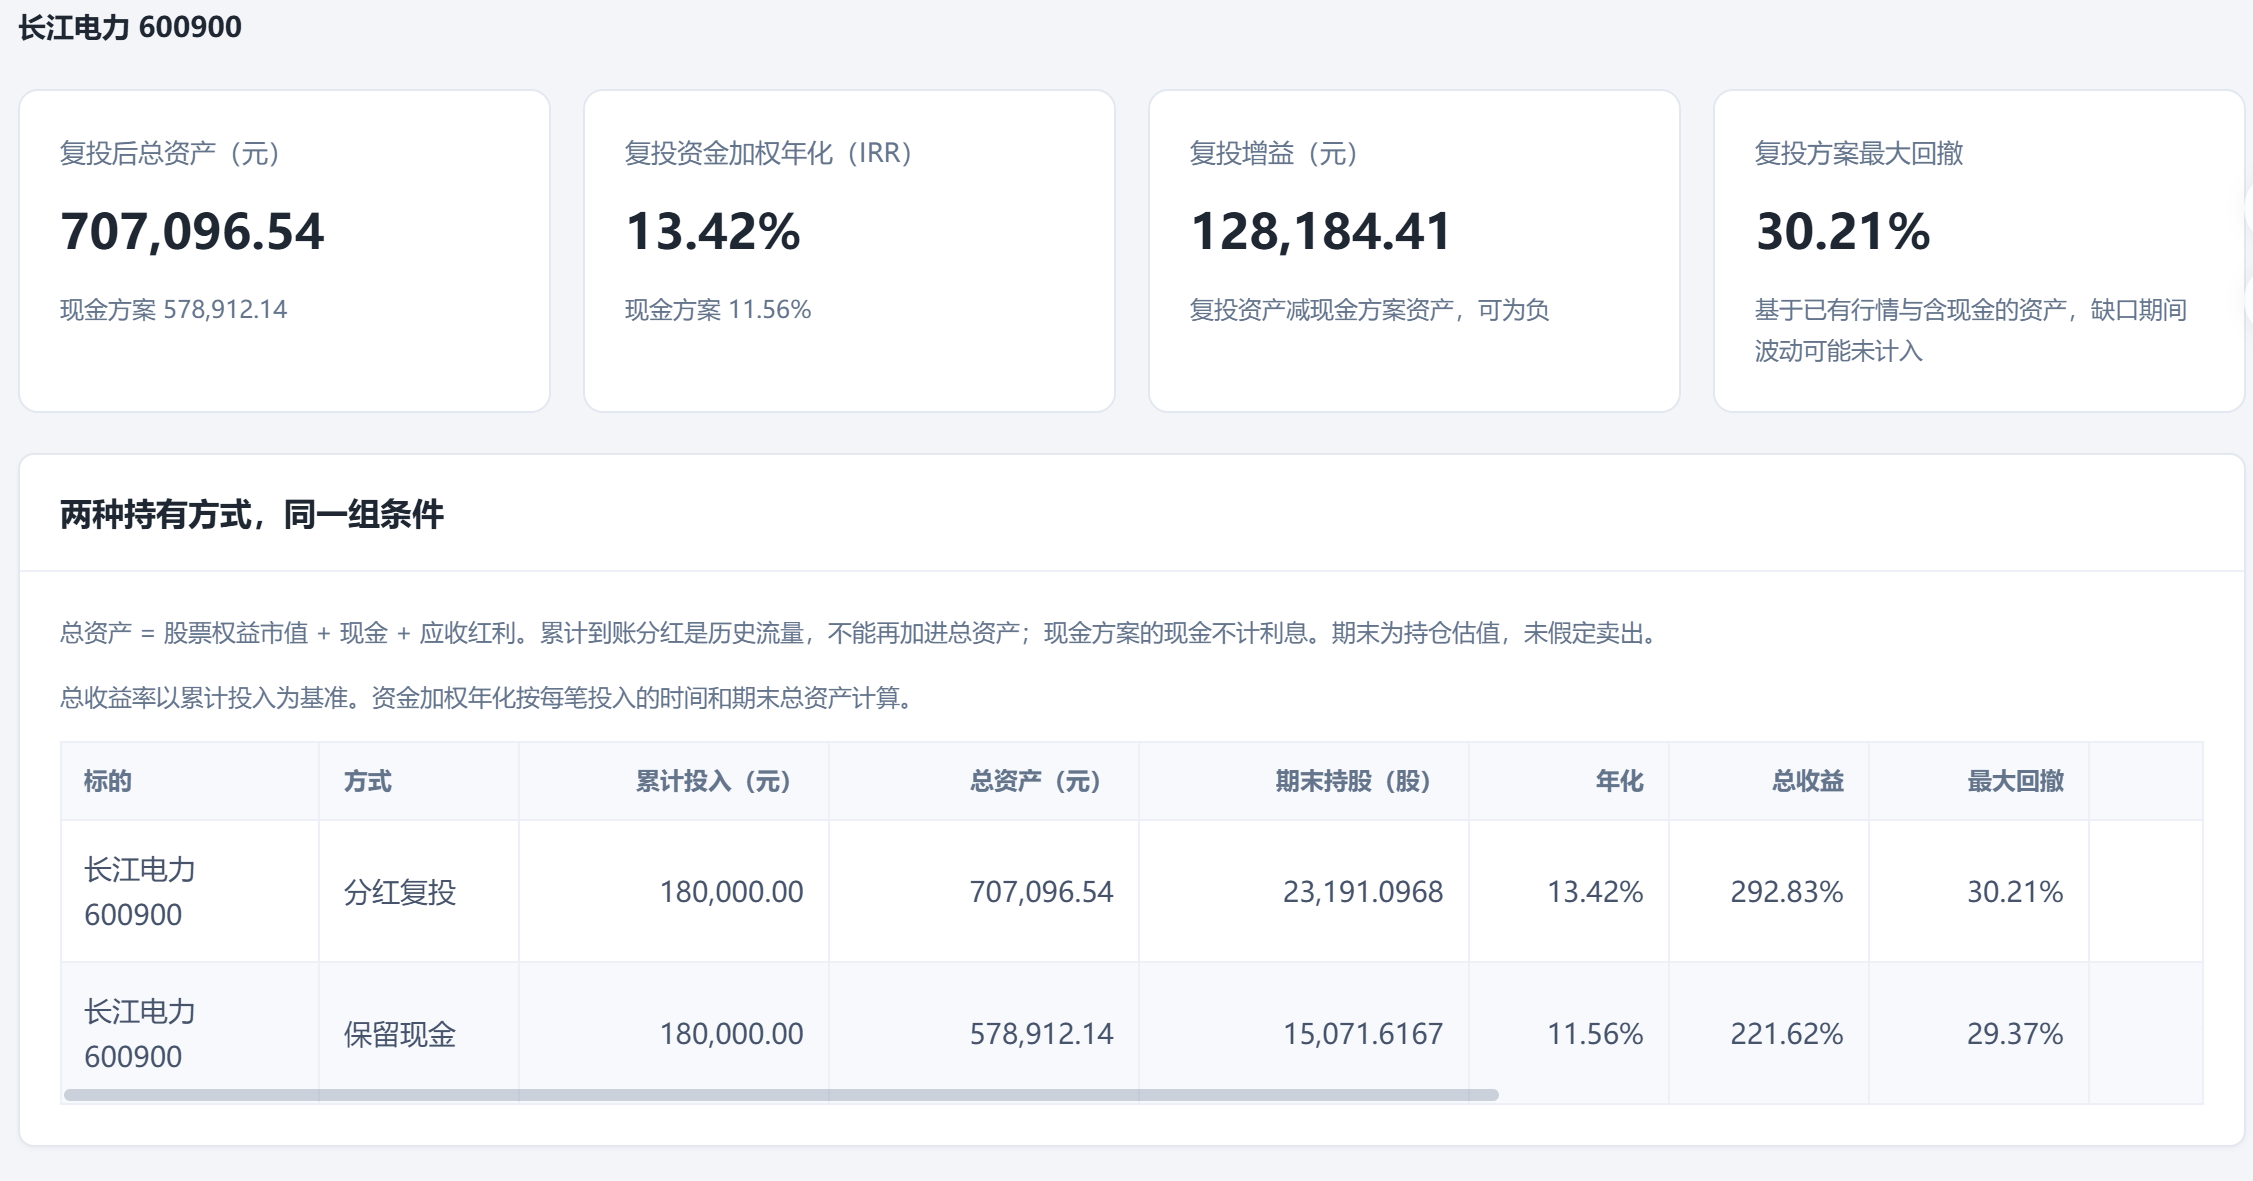 长江电力 600900
复投后总资产（元）
707,096.54
现金方案 578,912.14
复投资金加权年化（IRR）
13.42%
现金方案 11.56%
复投增益（元）
128,184.41
复投资产减现金方案资产，可为负
复投方案最大回撤
30.21%
基于已有行情与含现金的资产，缺口期间
波动可能未计入
两种持有方式，同一组条件
总资产 = 股票权益市值 + 现金 + 应收红利。累计到账分红是历史流量，不能再加进总资产；现金方案的现金不计利息。期末为持仓估值，未假定卖出。
总收益率以累计投入为基准。资金加权年化按每笔投入的时间和期末总资产计算。
标的 方式 累计投入（元） 总资产（元） 期末持股（股） 年化 总收益 最大回撤
长江电力
600900
分红复投 180,000.00 707,096.54 23,191.0968 13.42% 292.83% 30.21%
长江电力
600900
保留现金 180,000.00 578,912.14 15,071.6167 11.56% 221.62% 29.37%